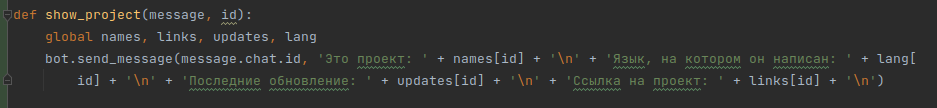 def show_project(message, id):
global names, links, updates, lang
bot.send_message(message.chat.id, 'Это проект: ' + names[id] + '\n' + 'Язык, на котором он написан: ' + lang[
id] + '\n' + 'Последние обновление: ' + updates[id] + '\n' + 'Ссылка на проект: ' + links[id] + '\n')